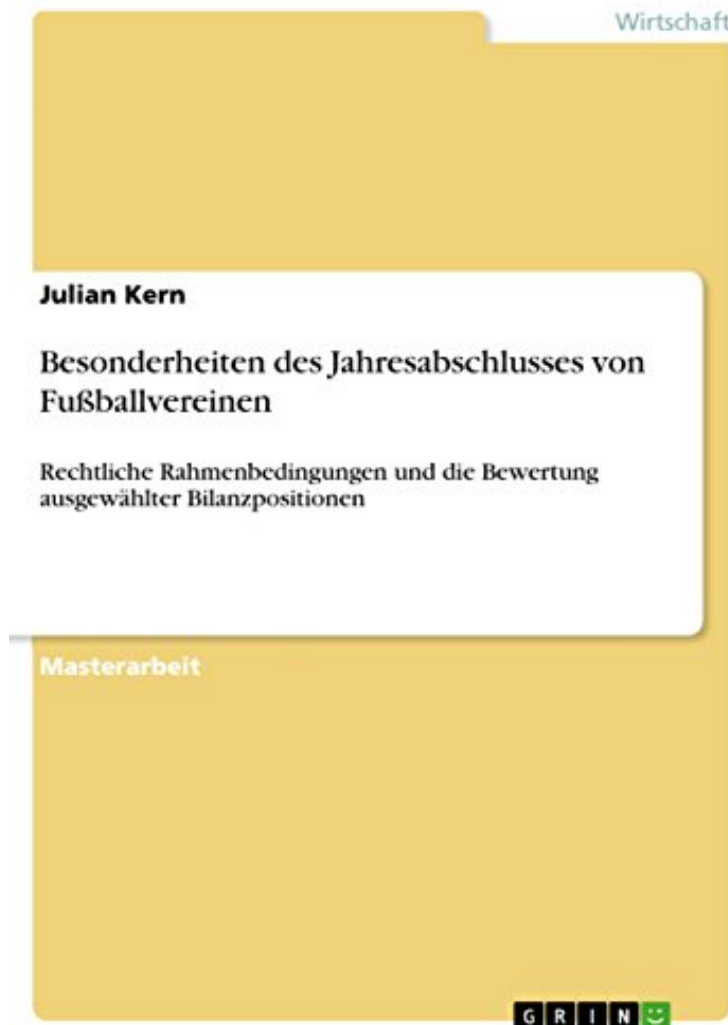 Wirtschaft
Julian Kern
Besonderheiten des Jahresabschlusses von
Fußballvereinen
Rechtliche Rahmenbedingungen und die Bewertung
ausgewählter Bilanzpositionen
Masterarbeit
GRIN